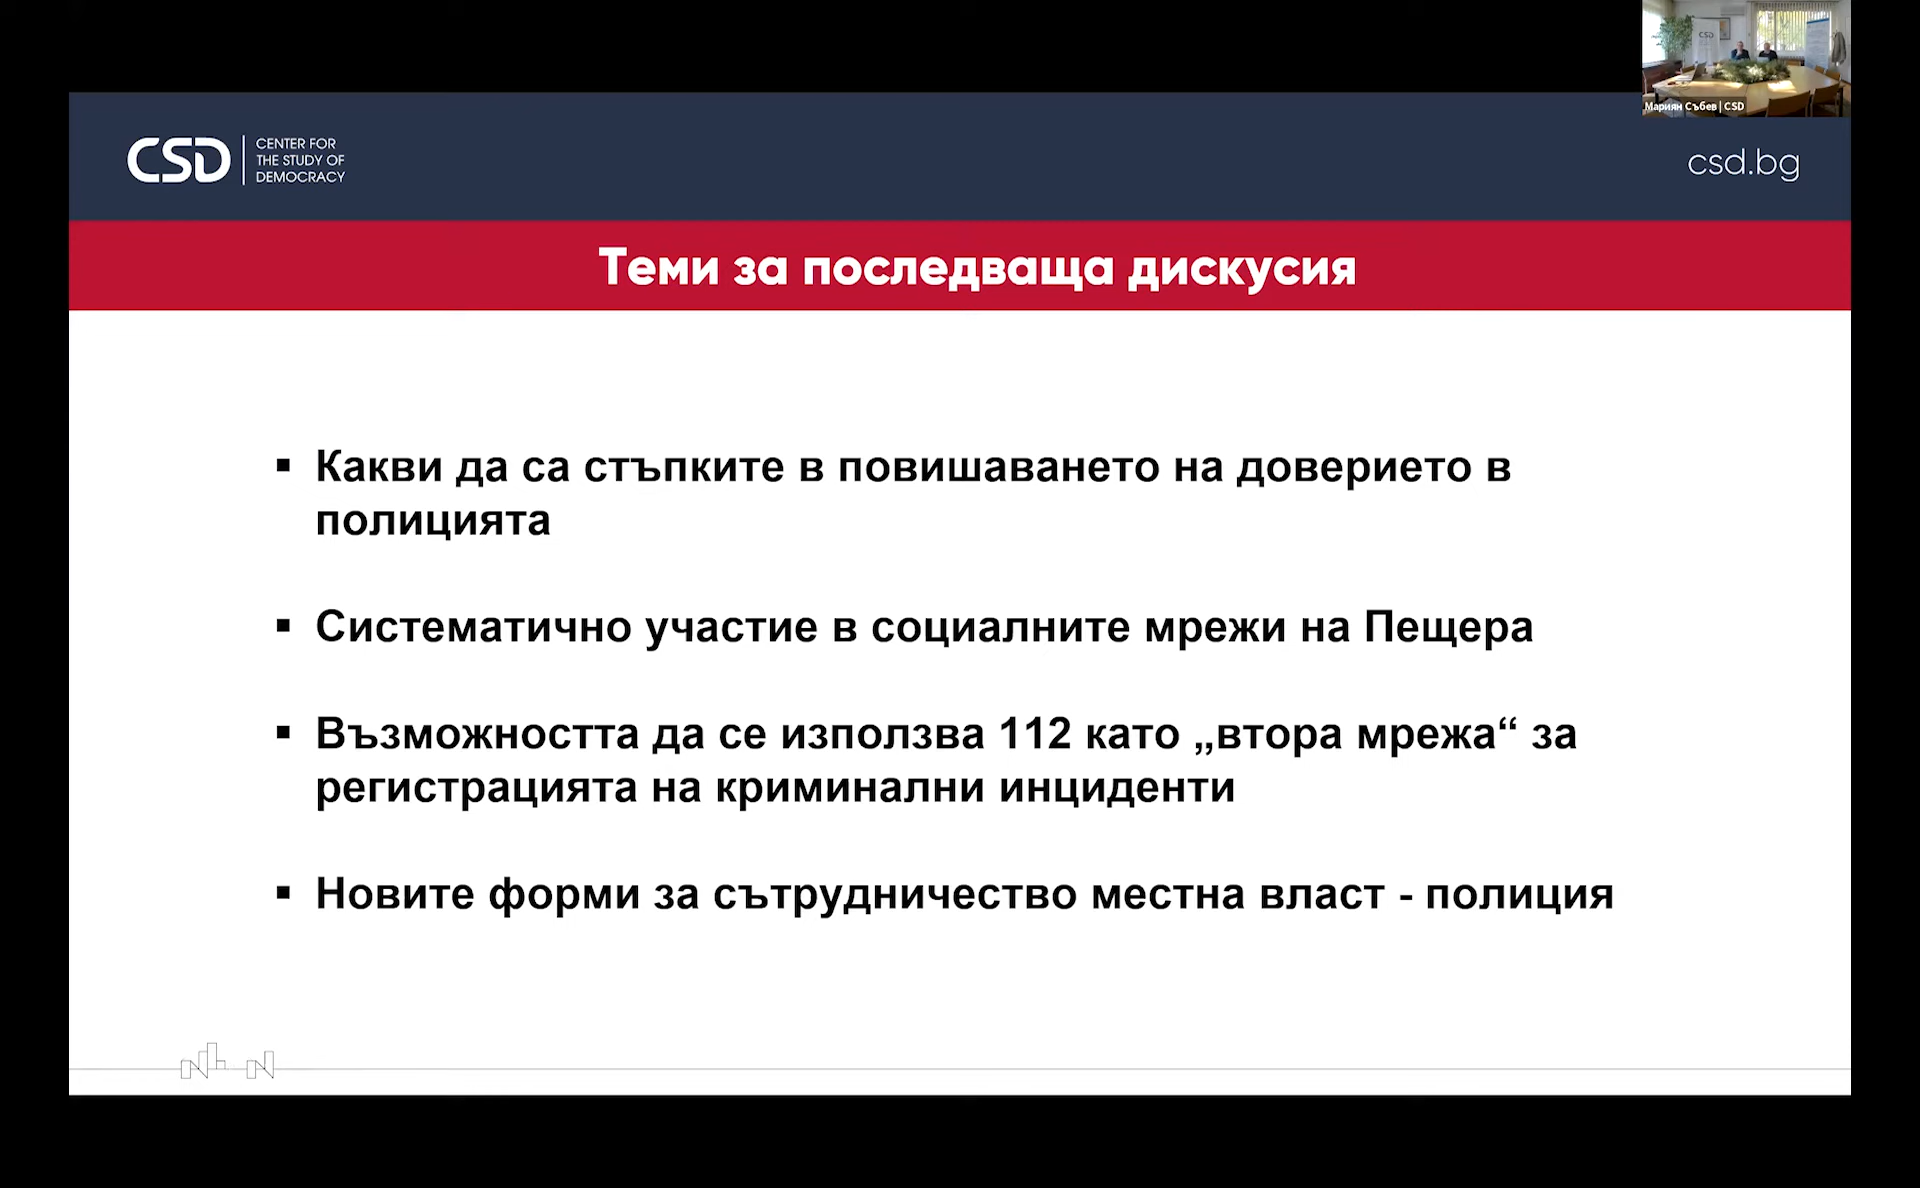 Мариян Събев | CSD
CSD
CENTER FOR
THE STUDY OF
DEMOCRACY
csd.bg
Теми за последваща дискусия
▪ Какви да са стъпките в повишаването на доверието в
полицията
▪ Систематично участие в социалните мрежи на Пещера
▪ Възможността да се използва 112 като „втора мрежа“ за
регистрацията на криминални инциденти
▪ Новите форми за сътрудничество местна власт - полиция